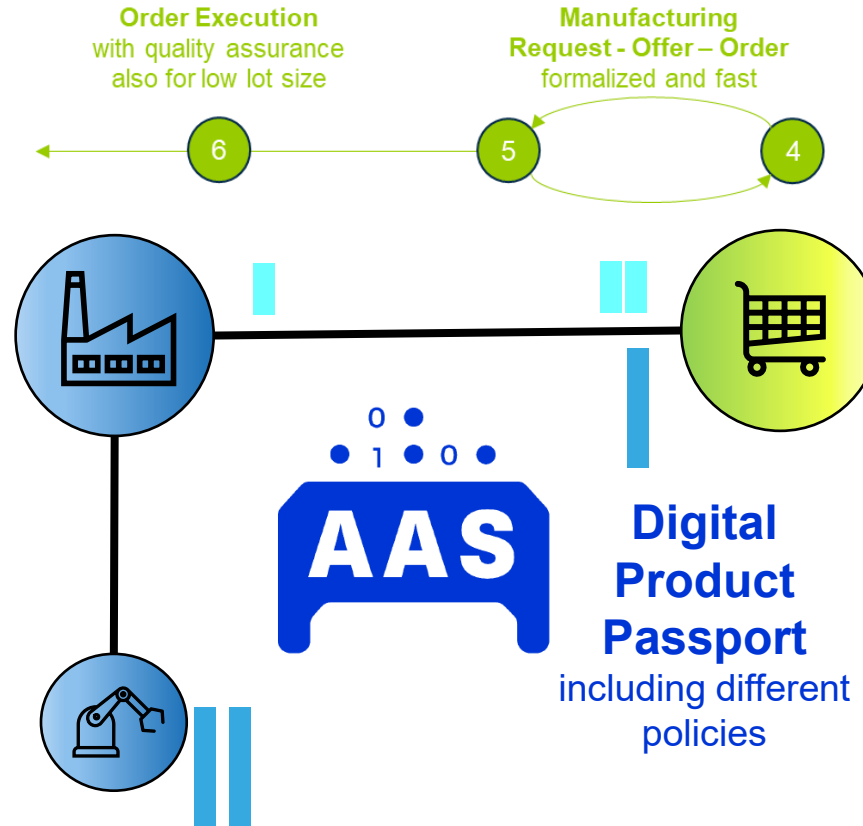 Order Execution
with quality assurance
also for low lot size
Manufacturing
Request - Offer – Order
formalized and fast
6
5
4
0
1 0
AAS
Digital
Product
Passport
including different
policies